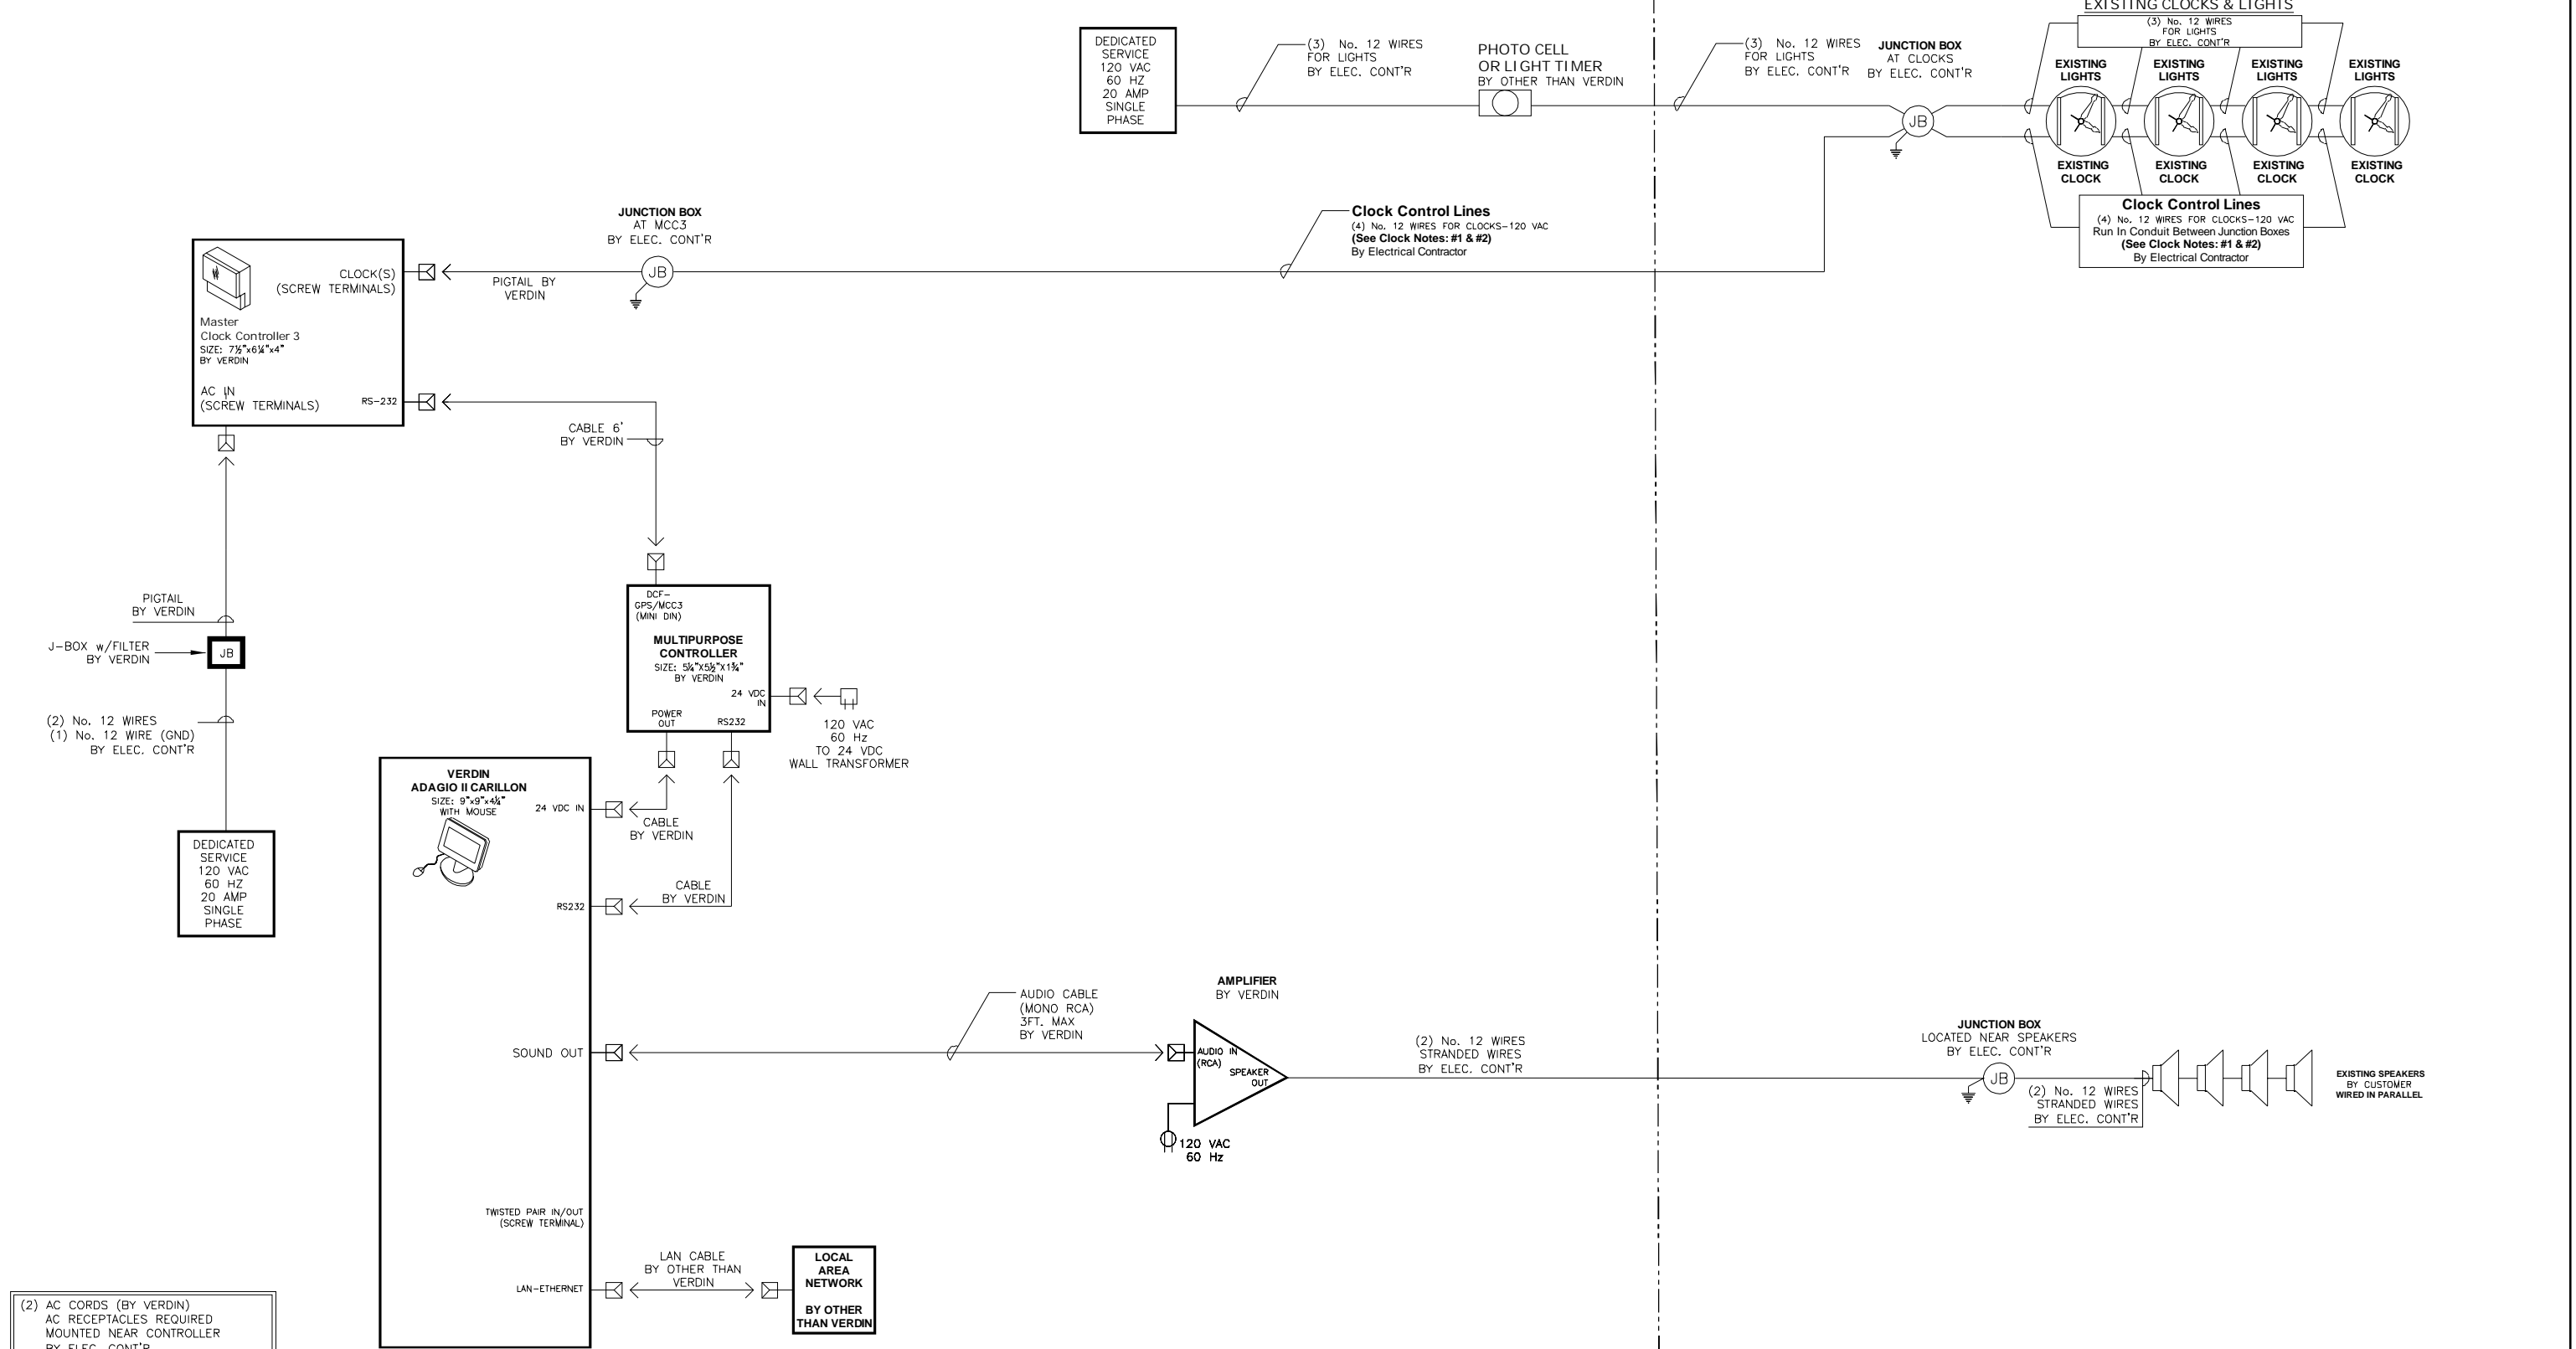 EXISTING CLOCKS & LIGHTS
(3) No. 12 WIRES
FOR LIGHTS
BY ELEC. CONT'R
DEDICATED
SERVICE
120 VAC
60 HZ
20 AMP
SINGLE
PHASE
(3) No. 12 WIRES
FOR LIGHTS
BY ELEC. CONT'R
PHOTO CELL
OR LIGHT TIMER
BY OTHER THAN VERDIN
(3) No. 12 WIRES
FOR LIGHTS
BY ELEC. CONT'R
JUNCTION BOX
AT CLOCKS
BY ELEC. CONT'R
JB
EXISTING
LIGHTS
EXISTING
LIGHTS
EXISTING
LIGHTS
EXISTING
LIGHTS
EXISTING
CLOCK
EXISTING
CLOCK
EXISTING
CLOCK
EXISTING
CLOCK
Clock Control Lines
(4) No. 12 WIRES FOR CLOCKS-120 VAC
Run In Conduit Between Junction Boxes
(See Clock Notes: #1 & #2)
By Electrical Contractor
JUNCTION BOX
AT MCC3
BY ELEC. CONT'R
JB
Clock Control Lines
(4) No. 12 WIRES FOR CLOCKS-120 VAC
(See Clock Notes: #1 & #2)
By Electrical Contractor
CLOCK(S)
(SCREW TERMINALS)
PIGTAIL BY
VERDIN
Master
Clock Controller 3
SIZE: 7½"x6¼"x4"
BY VERDIN
AC IN
(SCREW TERMINALS)
RS-232
CABLE 6'
BY VERDIN
PIGTAIL
BY VERDIN
J-BOX w/FILTER
BY VERDIN
JB
(2) No. 12 WIRES
(1) No. 12 WIRE (GND)
BY ELEC. CONT'R
DEDICATED
SERVICE
120 VAC
60 HZ
20 AMP
SINGLE
PHASE
DCF-
GPS/MCC3
(MINI DIN)
MULTIPURPOSE
CONTROLLER
SIZE: 5¼"X5½"X1¾"
BY VERDIN
24 VDC
IN
POWER
OUT
RS232
120 VAC
60 Hz
TO 24 VDC
WALL TRANSFORMER
VERDIN
ADAGIO II CARILLON
SIZE: 9"x9"x4¼"
WITH MOUSE
24 VDC IN
CABLE
BY VERDIN
RS232
CABLE
BY VERDIN
SOUND OUT
AUDIO CABLE
(MONO RCA)
3FT. MAX
BY VERDIN
AMPLIFIER
BY VERDIN
AUDIO IN
(RCA)
SPEAKER
OUT
120 VAC
60 Hz
(2) No. 12 WIRES
STRANDED WIRES
BY ELEC. CONT'R
JUNCTION BOX
LOCATED NEAR SPEAKERS
BY ELEC. CONT'R
JB
(2) No. 12 WIRES
STRANDED WIRES
BY ELEC. CONT'R
EXISTING SPEAKERS
BY CUSTOMER
WIRED IN PARALLEL
TWISTED PAIR IN/OUT
(SCREW TERMINAL)
LAN-ETHERNET
LAN CABLE
BY OTHER THAN
VERDIN
LOCAL
AREA
NETWORK
BY OTHER
THAN VERDIN
(2) AC CORDS (BY VERDIN)
AC RECEPTACLES REQUIRED
MOUNTED NEAR CONTROLLER
BY ELEC. CONT'R